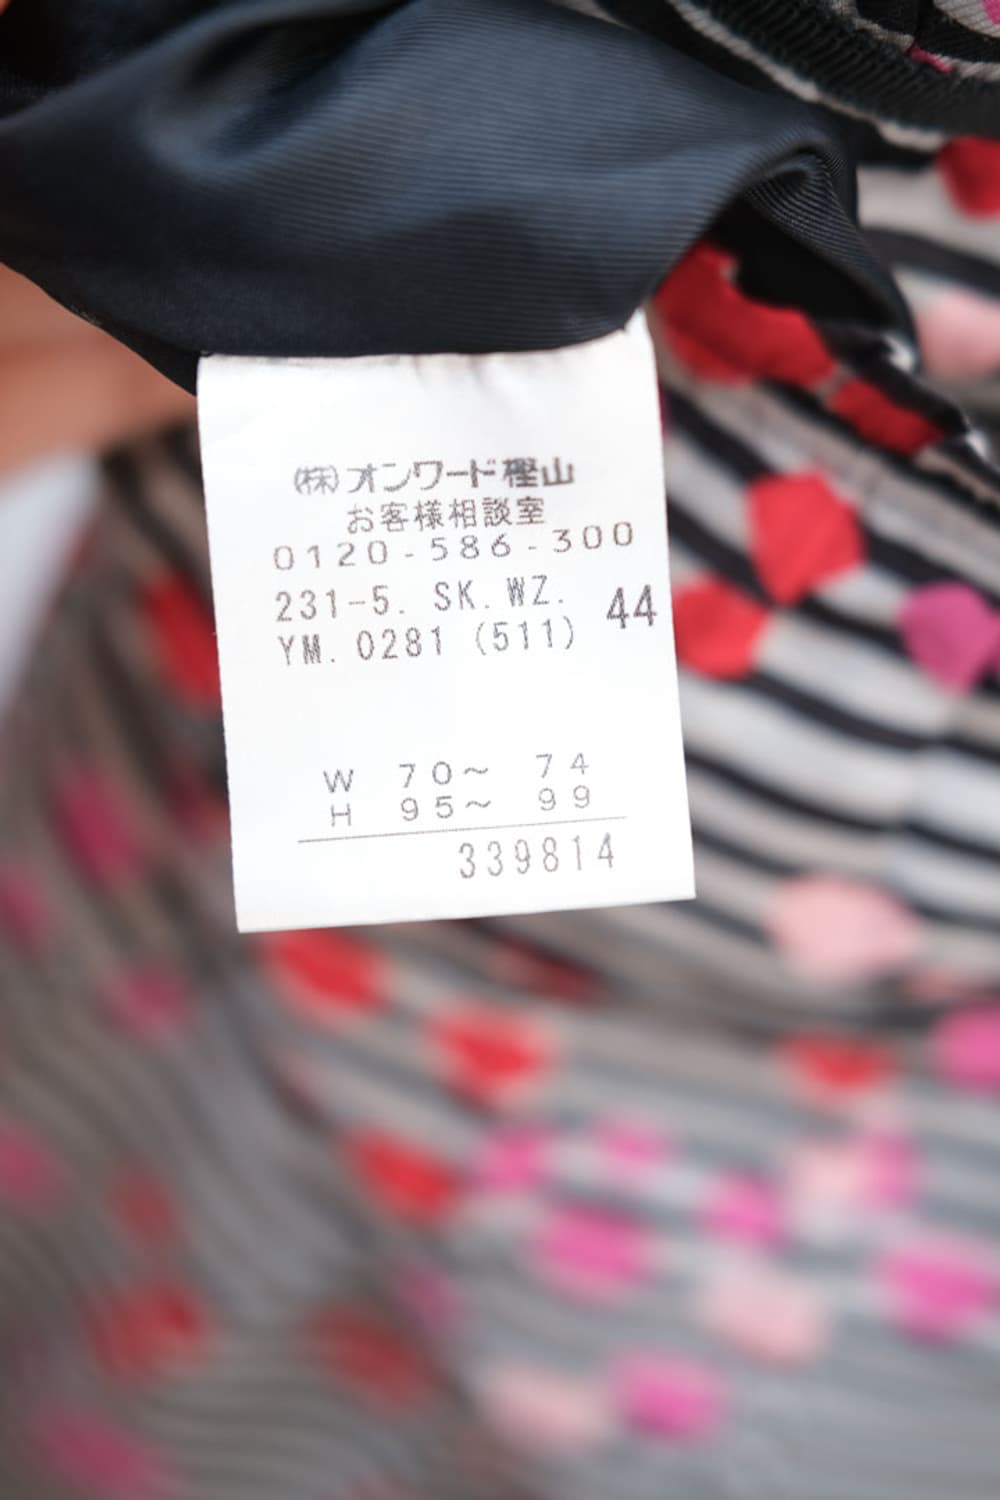 (株)オンワード樫山
お客様相談室
0120-586-300
231-5. SK. WZ. 44
YM. 0281 (511)
W 70～ 74
H 95～ 99
339814